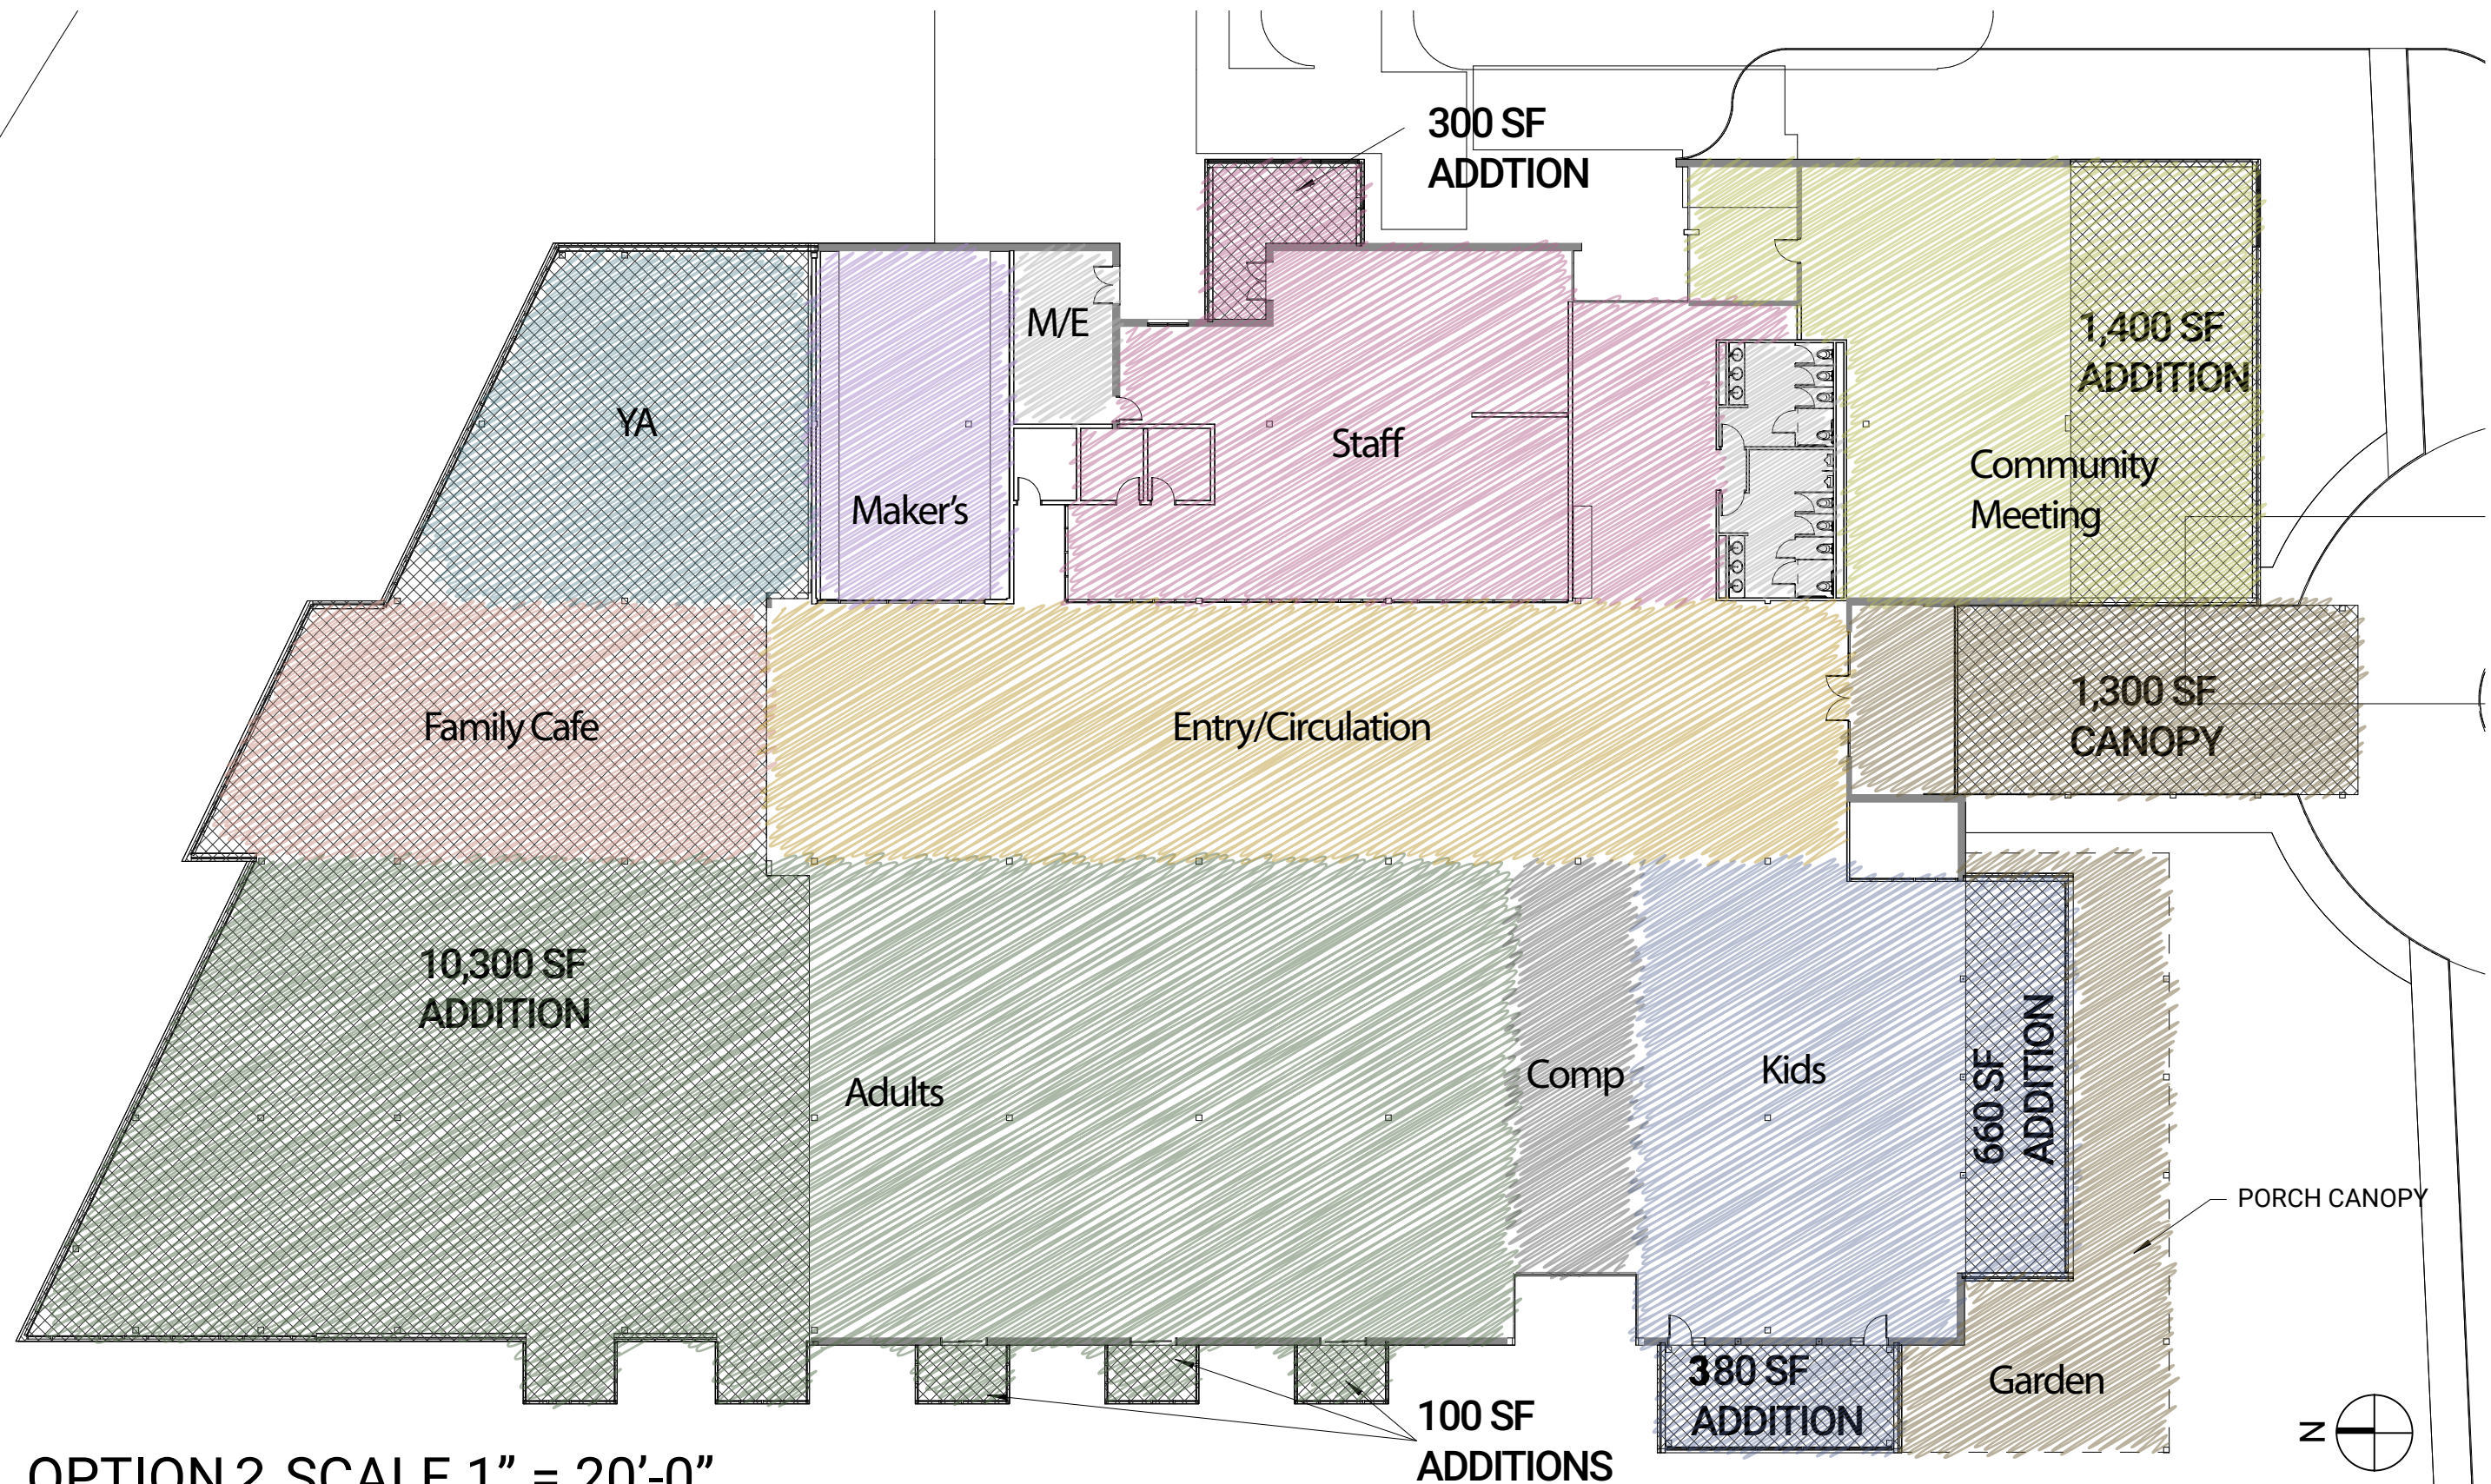 300 SF
ADDTION
M/E
1,400 SF
ADDITION
YA
Staff
Community
Meeting
Maker's
1,300 SF
CANOPY
Family Cafe
Entry/Circulation
10,300 SF
ADDITION
Adults
Comp
Kids
660 SF
ADDITION
PORCH CANOPY
380 SF
ADDITION
Garden
100 SF
ADDITIONS
N
OPTION 2 SCALE 1” = 20’-0”